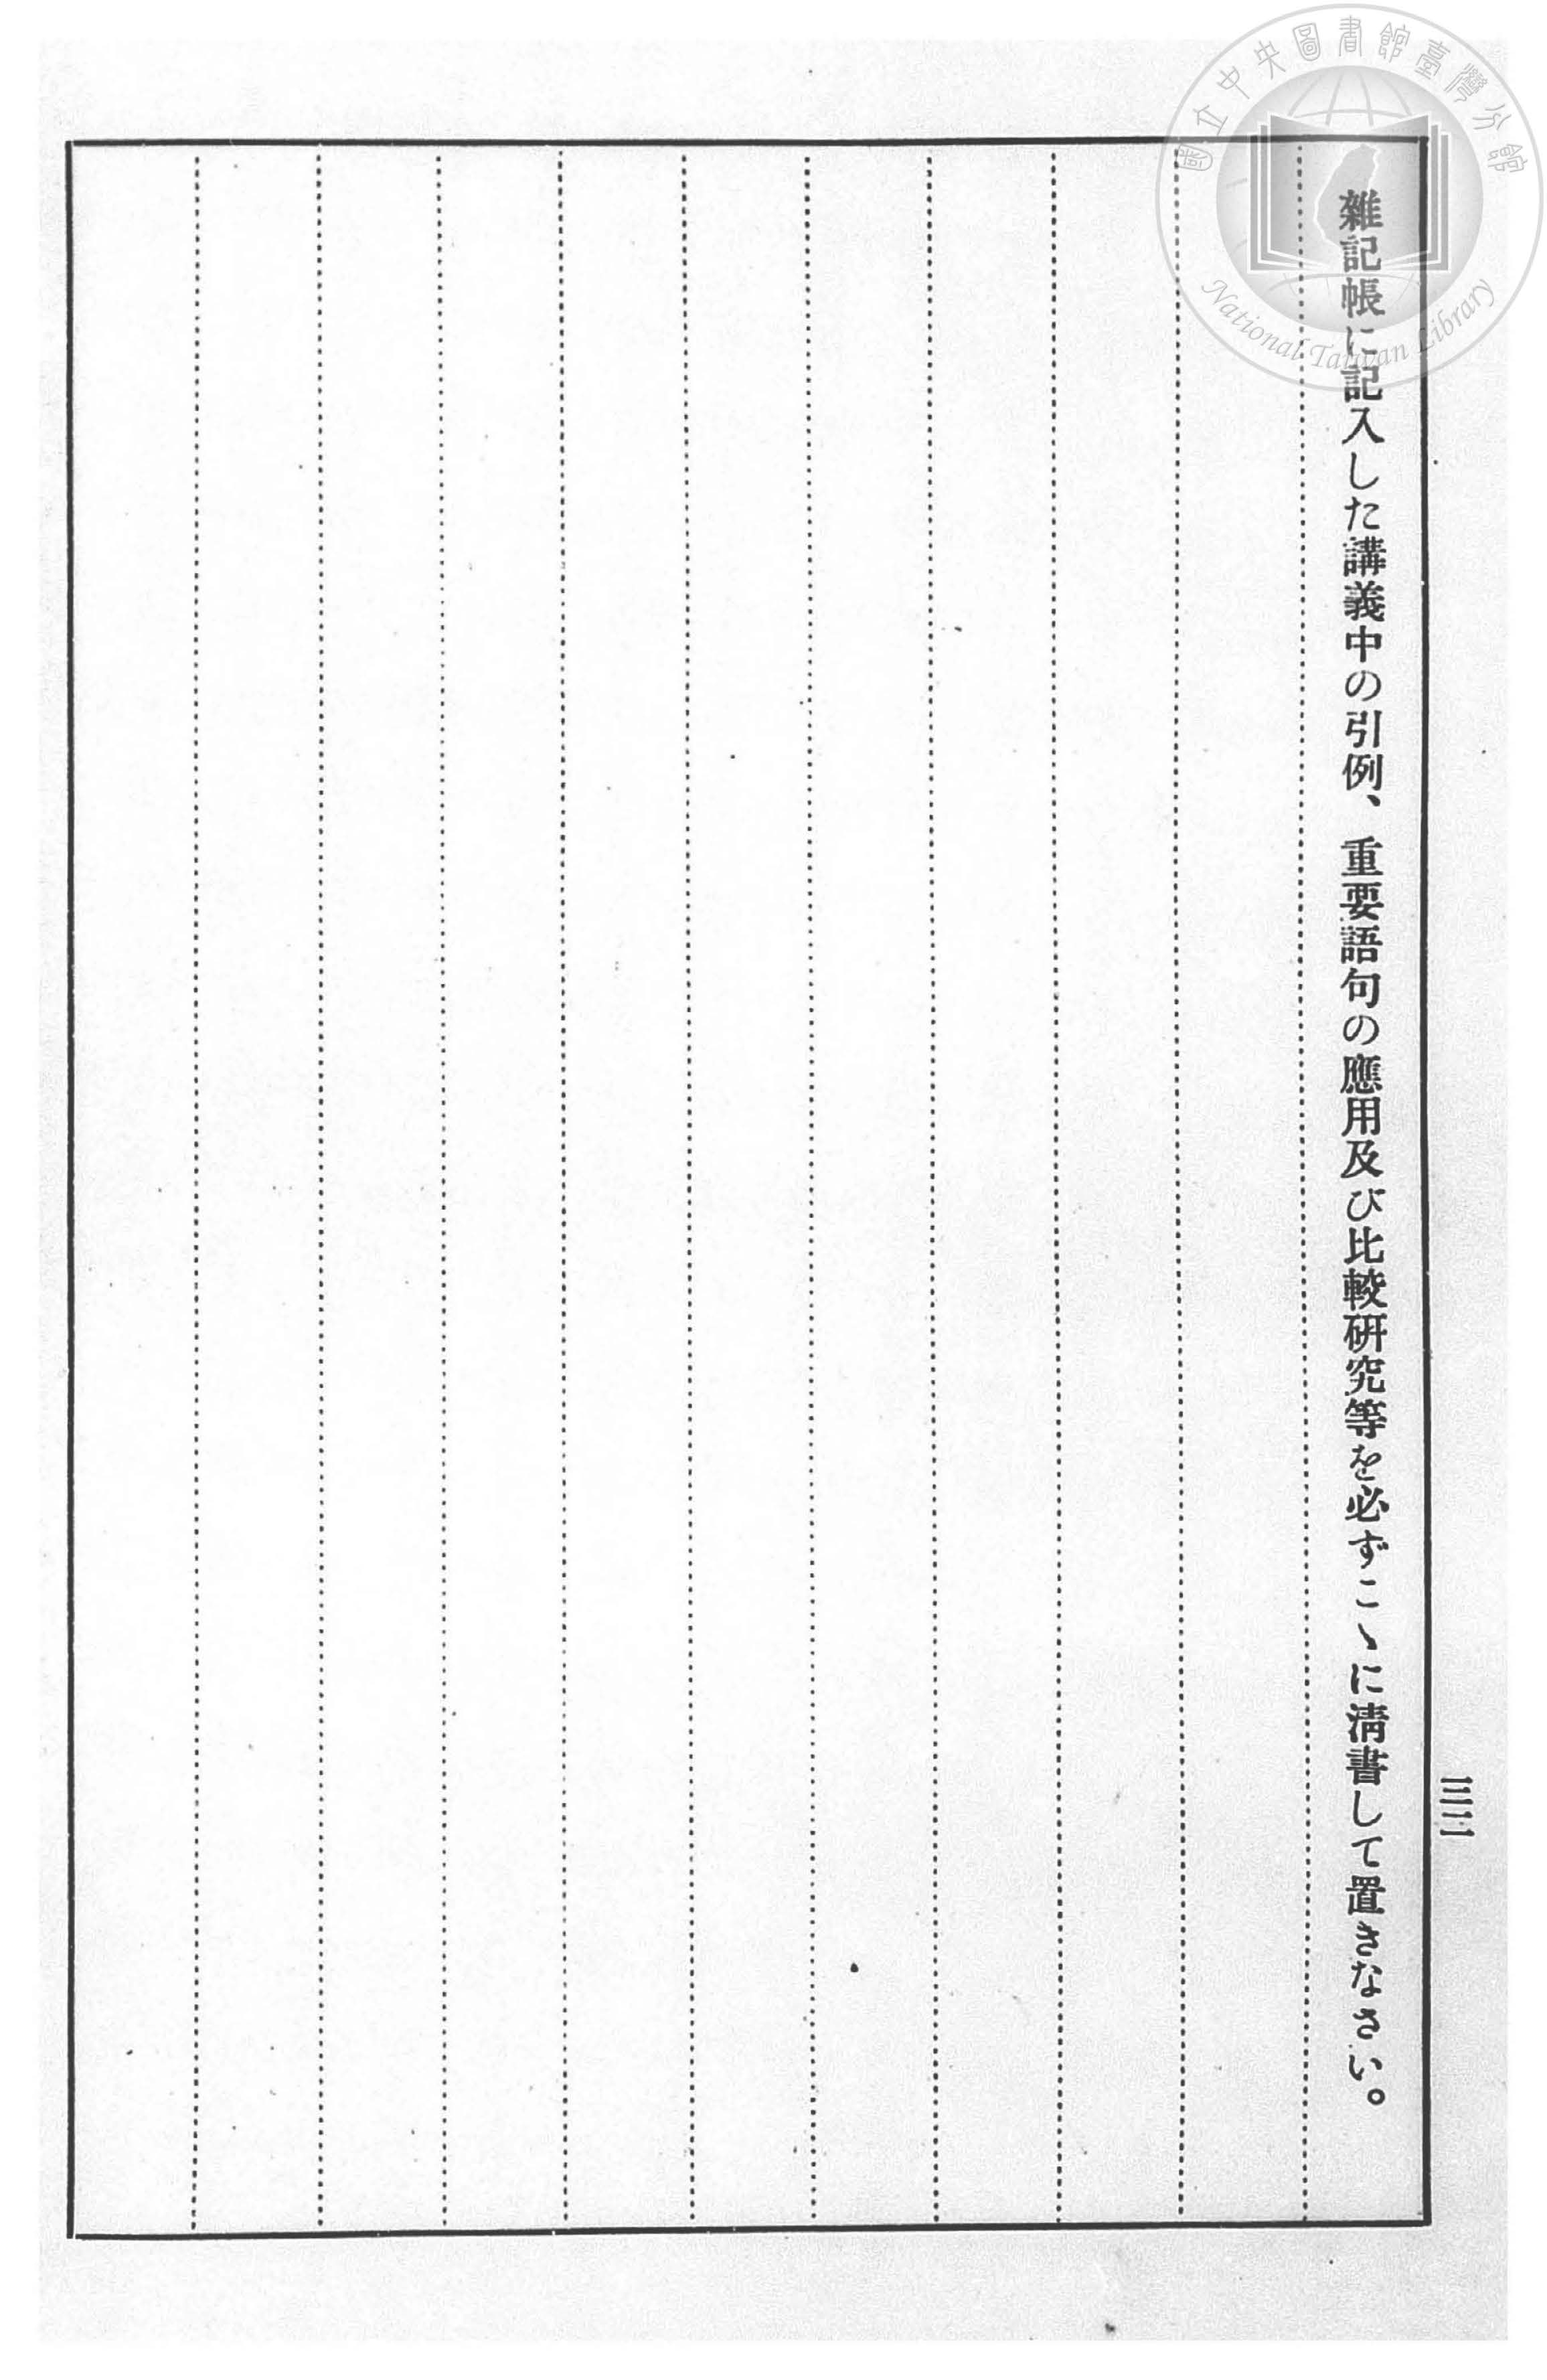 雜記帳に記入した講義中の引例、重要語句の應用及び比較研究等を必ずこゝに淸書して置きなさい。
三二
國立中央圖書館臺灣分館
National Taiwan Library